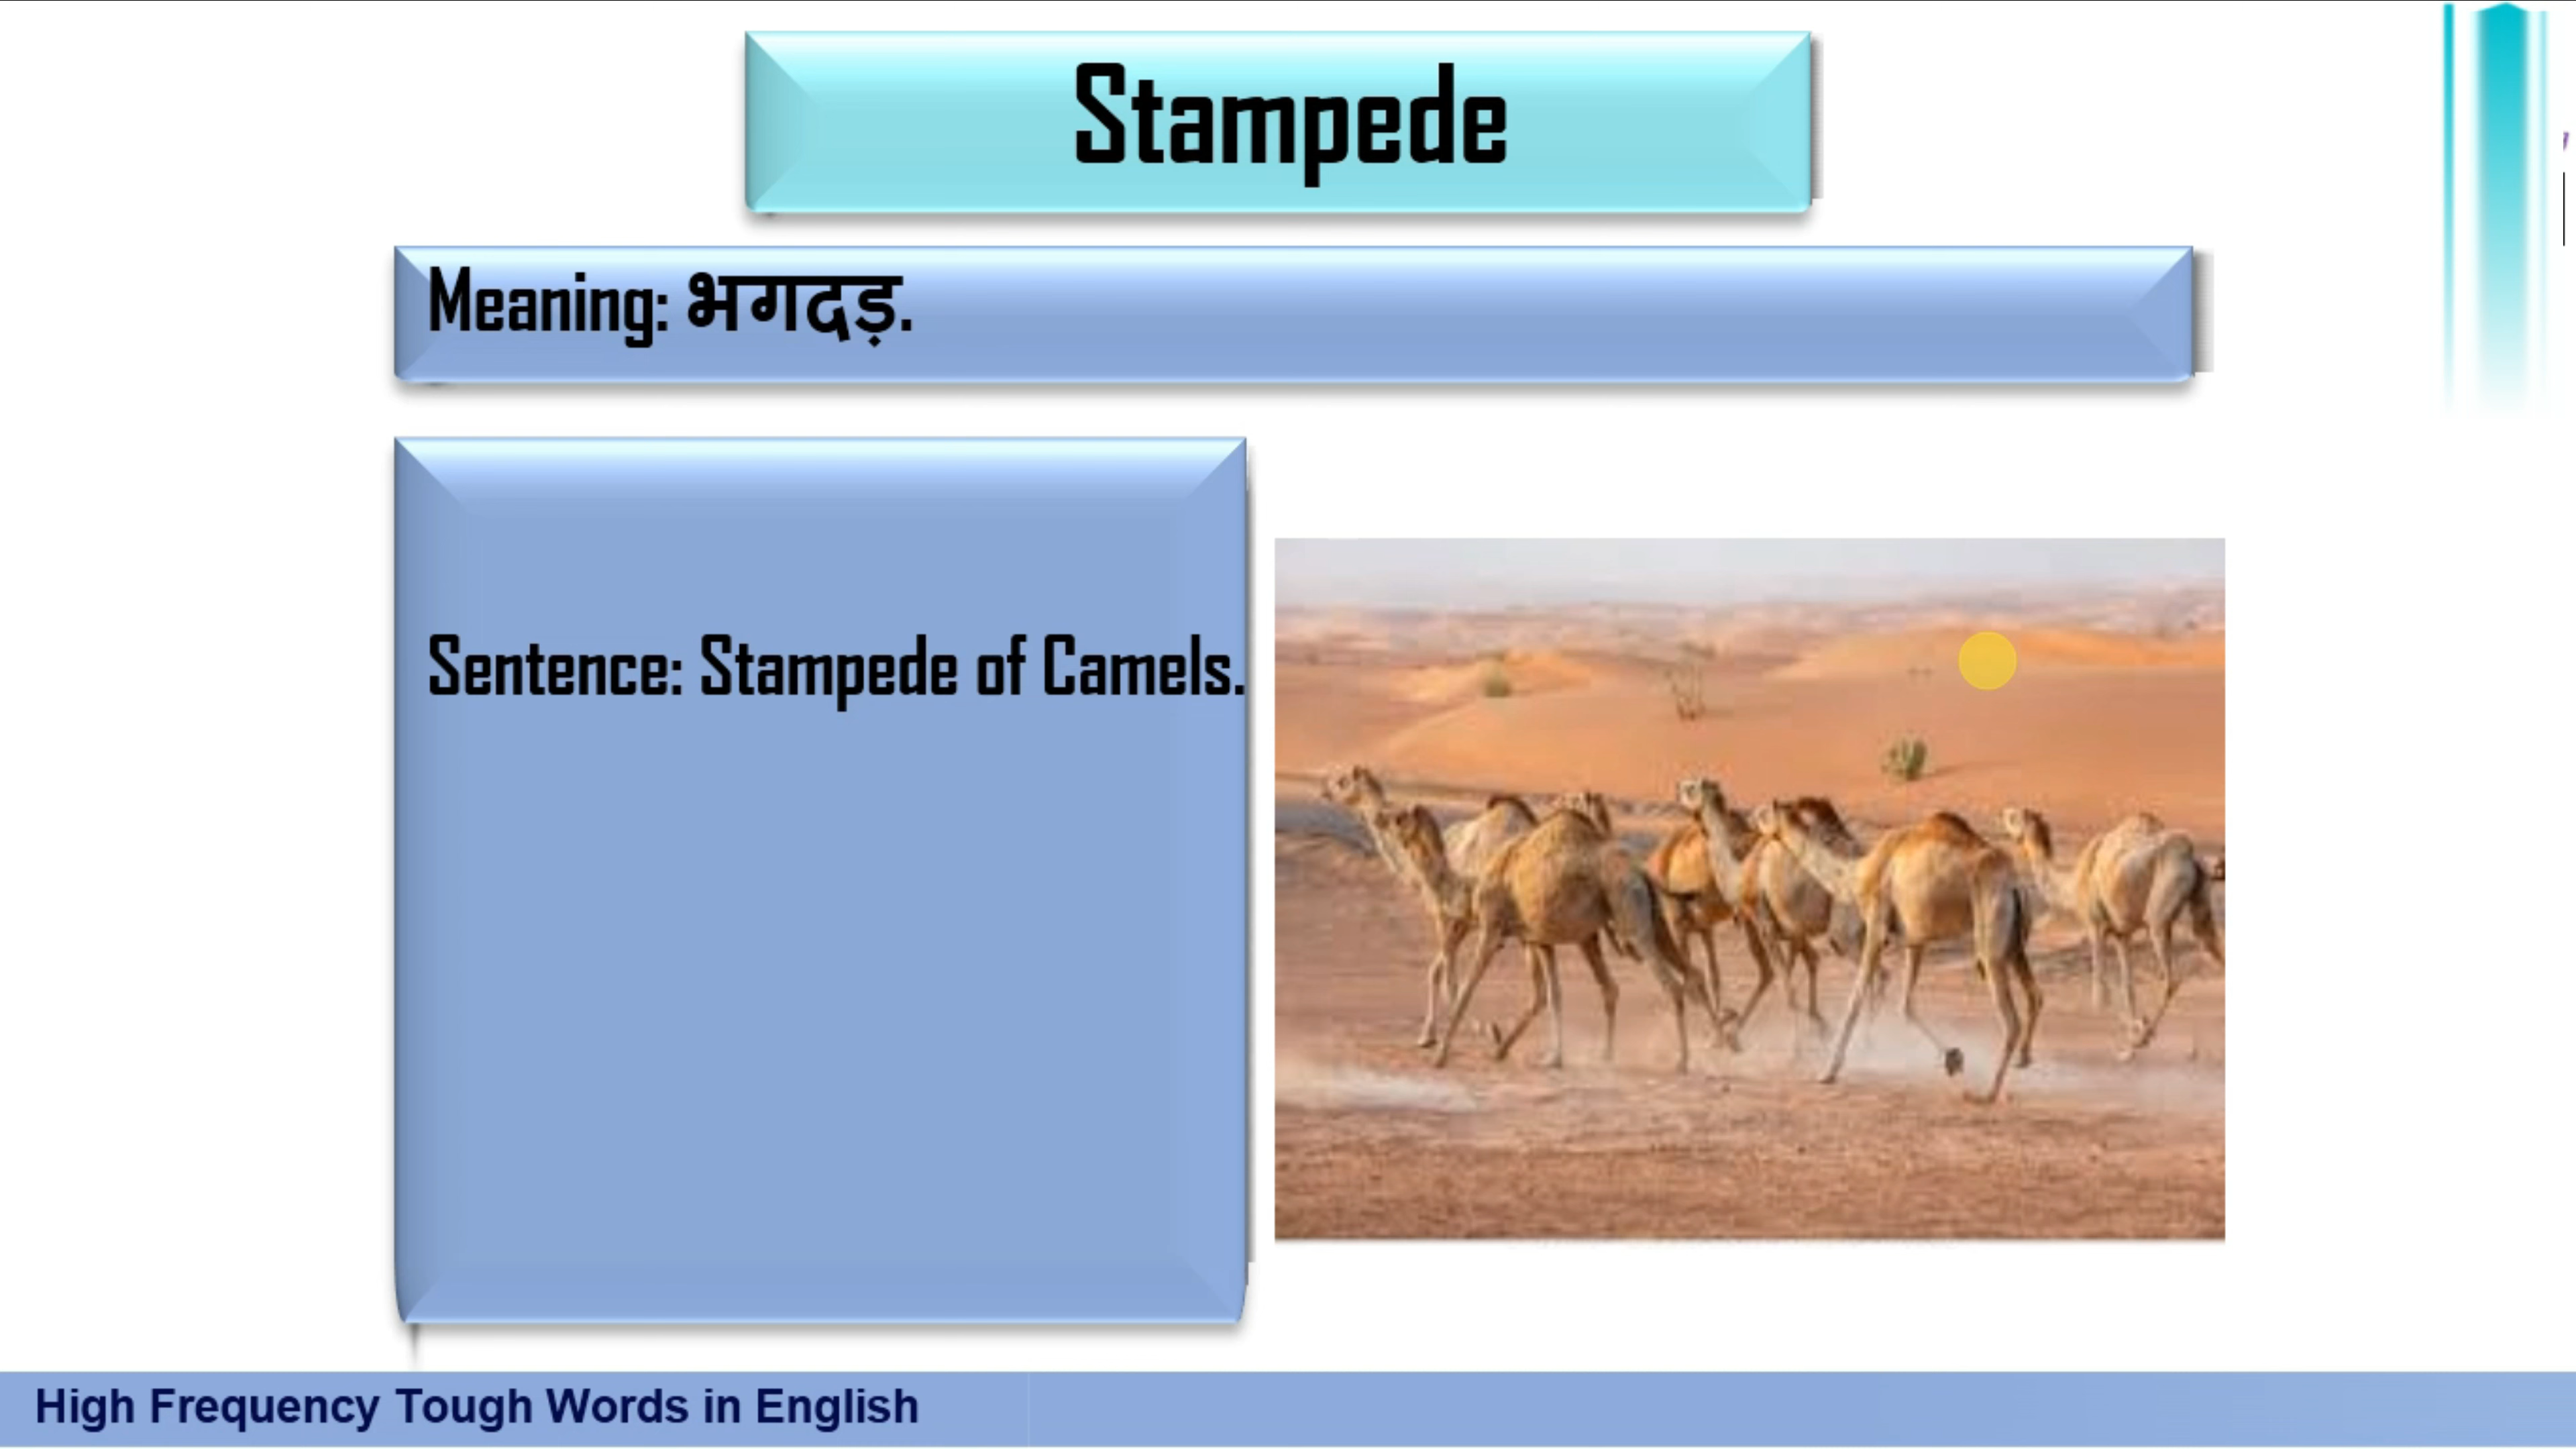 Stampede
Meaning: भगदड़.
Sentence: Stampede of Camels.
High Frequency Tough Words in English